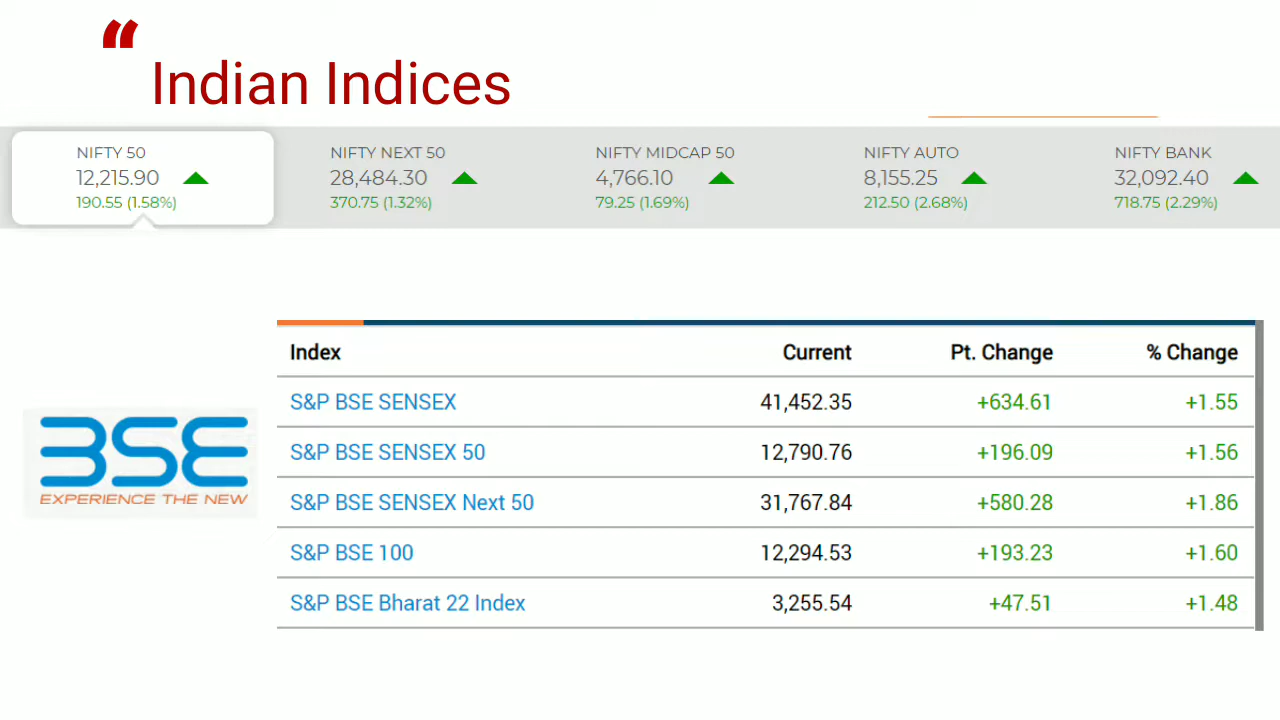 “
Indian Indices
NIFTY 50 NIFTY NEXT 50 NIFTY MIDCAP 50 NIFTY AUTO NIFTY BANK
12,215.90 28,484.30 4,766.10 8,155.25 32,092.40
190.55 (1.58%) 370.75 (1.32%) 79.25 (1.69%) 212.50 (2.68%) 718.75 (2.29%)
Index Current Pt. Change % Change
S&P BSE SENSEX 41,452.35 +634.61 +1.55
S&P BSE SENSEX 50 12,790.76 +196.09 +1.56
S&P BSE SENSEX Next 50 31,767.84 +580.28 +1.86
S&P BSE 100 12,294.53 +193.23 +1.60
S&P BSE Bharat 22 Index 3,255.54 +47.51 +1.48
BSE
EXPERIENCE THE NEW